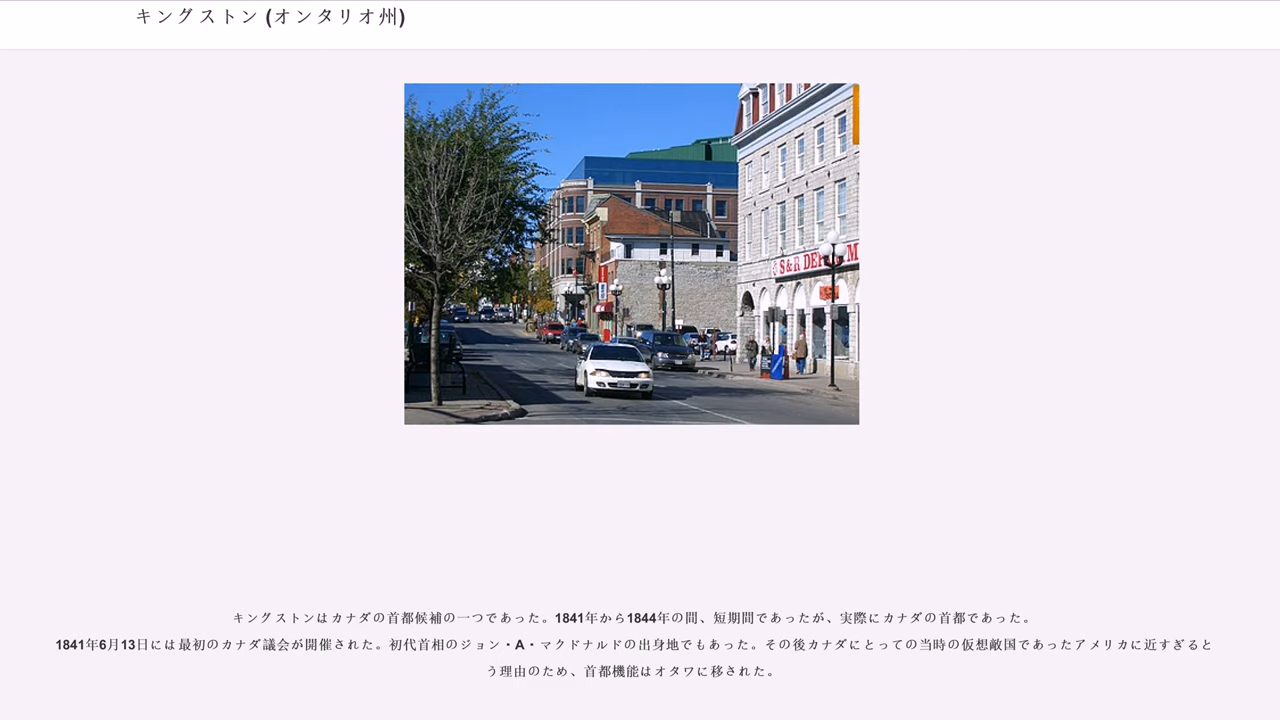 キングストン (オンタリオ州)
S&R DEP
キングストンはカナダの首都候補の一つであった。1841年から1844年の間、短期間であったが、実際にカナダの首都であった。
1841年6月13日には最初のカナダ議会が開催された。初代首相のジョン・A・マクドナルドの出身地でもあった。その後カナダにとっての当時の仮想敵国であったアメリカに近すぎると
う理由のため、首都機能はオタワに移された。